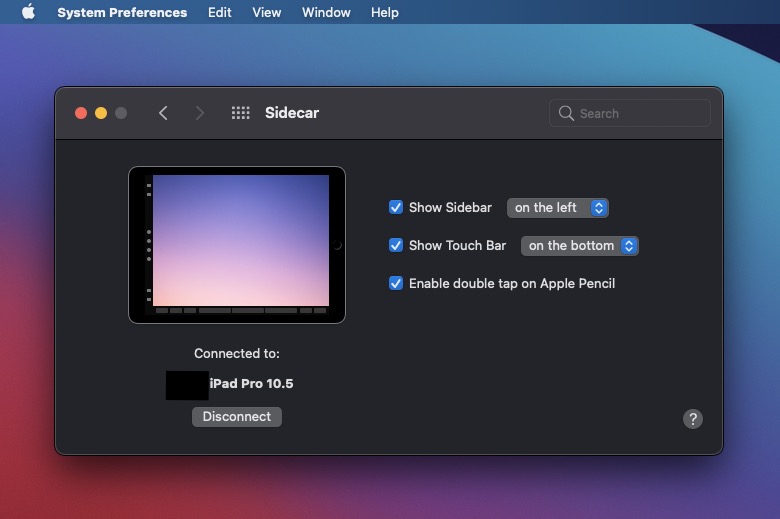 System Preferences Edit View Window Help
Sidecar Search
Show Sidebar on the left
Show Touch Bar on the bottom
Enable double tap on Apple Pencil
Connected to:
iPad Pro 10.5
Disconnect
?